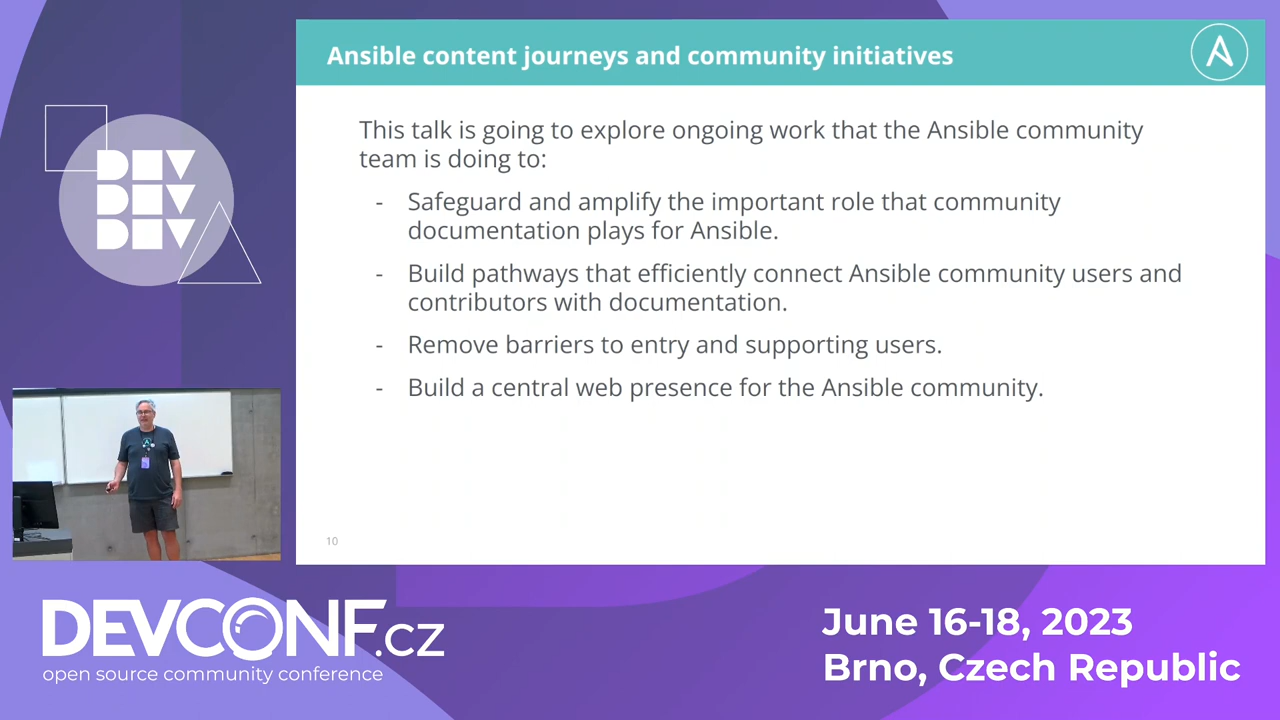 Ansible content journeys and community initiatives
This talk is going to explore ongoing work that the Ansible community
team is doing to:
- Safeguard and amplify the important role that community
documentation plays for Ansible.
- Build pathways that efficiently connect Ansible community users and
contributors with documentation.
- Remove barriers to entry and supporting users.
- Build a central web presence for the Ansible community.
10
DEV
DEV
DEV
DEVCONF.cz
open source community conference
June 16-18, 2023
Brno, Czech Republic